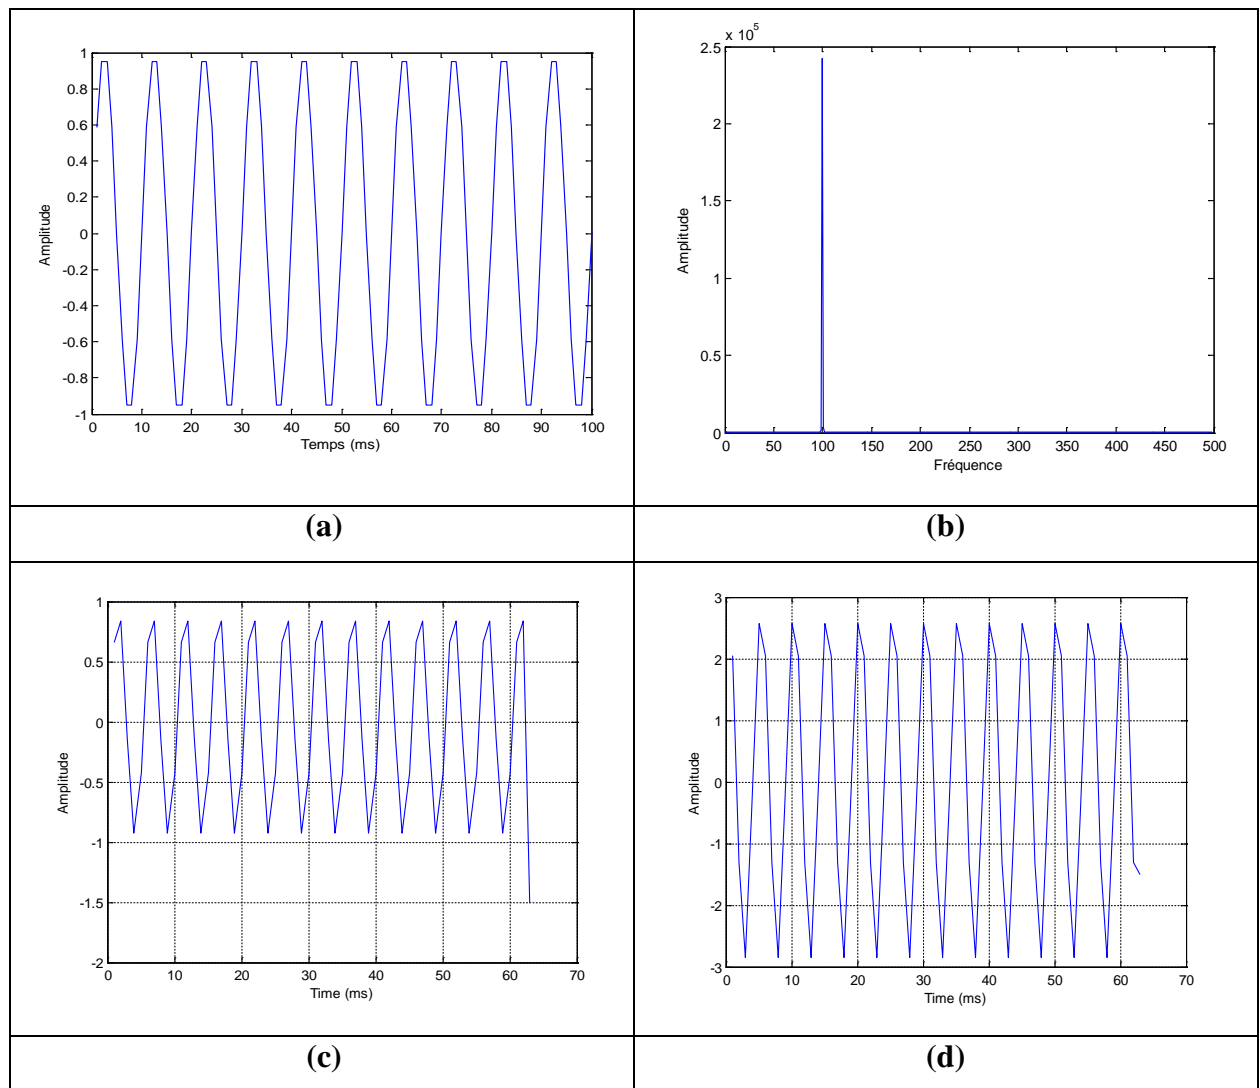 1
0.8
0.6
0.4
0.2
0
-0.2
-0.4
-0.6
-0.8
-1
Amplitude
0 10 20 30 40 50 60 70 80 90 100
Temps (ms)
x 10^5
2.5
2
1.5
1
0.5
0
Amplitude
0 50 100 150 200 250 300 350 400 450 500
Fréquence
(a)
(b)
1
0.5
0
-0.5
-1
-1.5
-2
Amplitude
0 10 20 30 40 50 60 70
Time (ms)
3
2
1
0
-1
-2
-3
Amplitude
0 10 20 30 40 50 60 70
Time (ms)
(c)
(d)